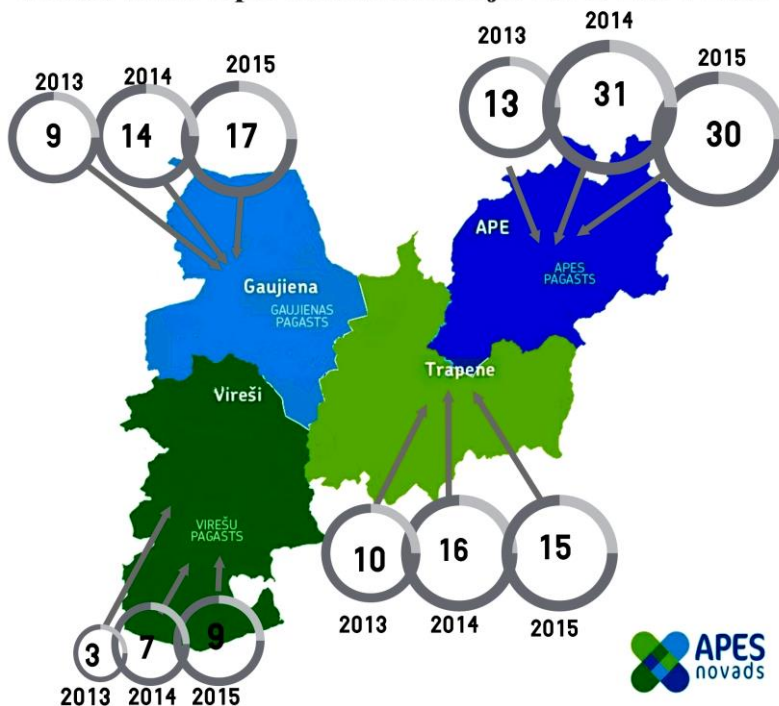 2013
2014
2015
9
14
17
2013
2014
2015
13
31
30
APE
APES
PAGASTS
Gaujiena
GAUJIENAS
PAGASTS
Trapene
Vireši
VIREŠU
PAGASTS
10
16
15
2013
2014
2015
3
7
9
2013
2014
2015
APES
novads